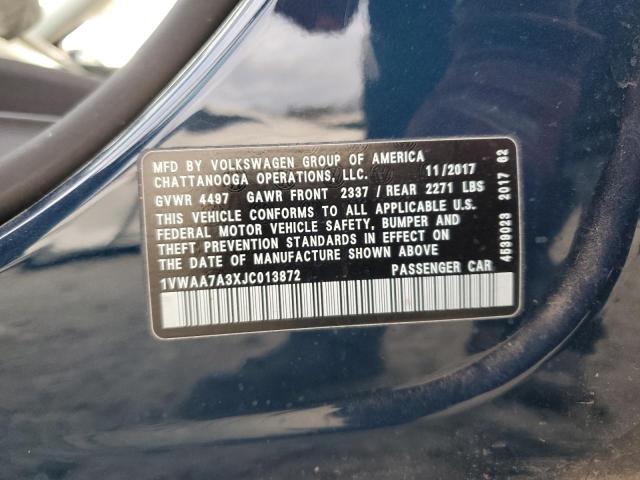 MFD BY VOLKSWAGEN GROUP OF AMERICA
CHATTANOOGA OPERATIONS, LLC. 11/2017
GVWR 4497 GAWR FRONT 2337 / REAR 2271 LBS
THIS VEHICLE CONFORMS TO ALL APPLICABLE U.S.
FEDERAL MOTOR VEHICLE SAFETY, BUMPER AND
THEFT PREVENTION STANDARDS IN EFFECT ON
THE DATE OF MANUFACTURE SHOWN ABOVE
1VWAA7A3XJC013872 PASSENGER CAR
4539023 2017 62